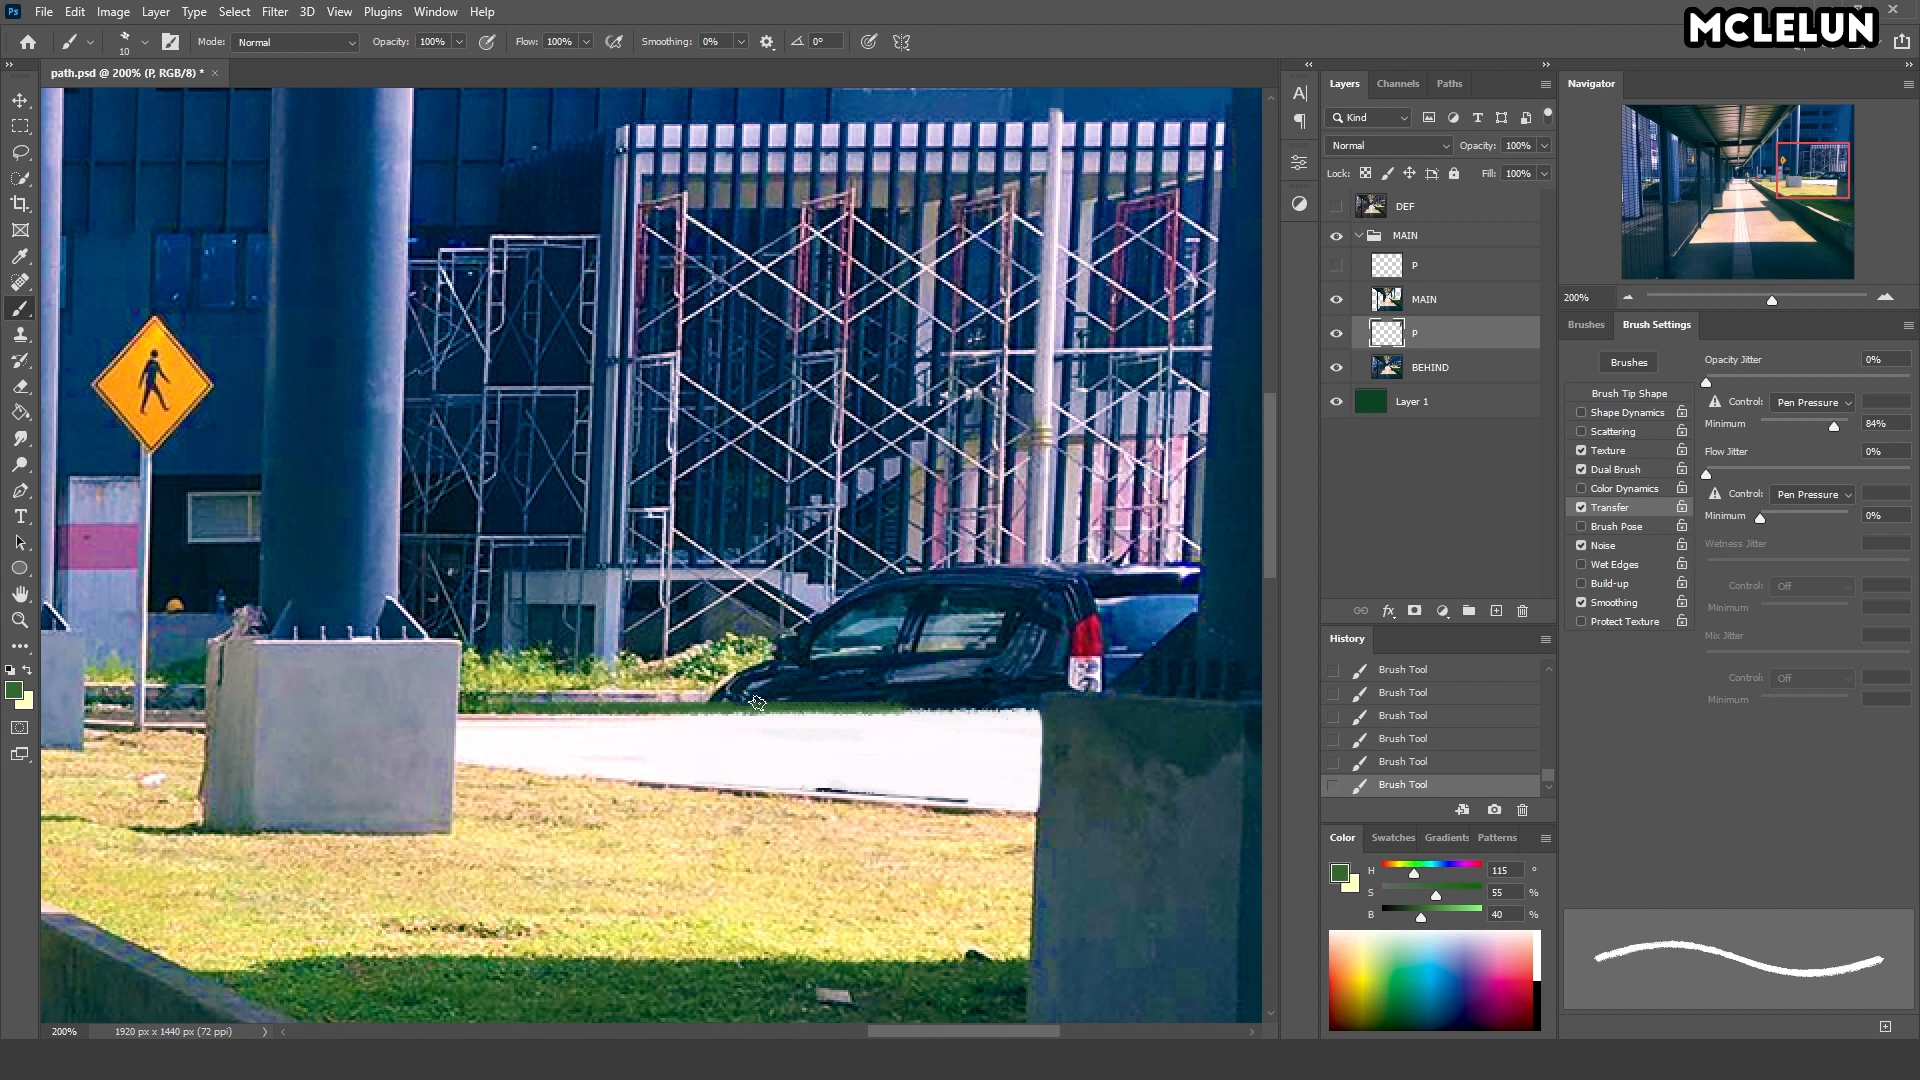 Ps File Edit Image Layer Type Select Filter 3D View Plugins Window Help
MCLELUN
10 Mode: Normal Opacity: 100% Flow: 100% Smoothing: 0% 0°
path.psd @ 200% (P, RGB/8) *
Layers Channels Paths
Kind
Normal Opacity: 100%
Lock: Fill: 100%
DEF
MAIN
P
MAIN
P
BEHIND
Layer 1
fx
History
Brush Tool
Brush Tool
Brush Tool
Brush Tool
Brush Tool
Brush Tool
Color Swatches Gradients Patterns
H 115 °
S 55 %
B 40 %
Navigator
200%
Brushes Brush Settings
Brushes
Brush Tip Shape
Shape Dynamics
Scattering
Texture
Dual Brush
Color Dynamics
Transfer
Brush Pose
Noise
Wet Edges
Build-up
Smoothing
Protect Texture
Opacity Jitter 0%
Control: Pen Pressure
Minimum 84%
Flow Jitter 0%
Control: Pen Pressure
Minimum 0%
Wetness Jitter
Control: Off
Minimum
Mix Jitter
Control: Off
Minimum
200% 1920 px x 1440 px (72 ppi)